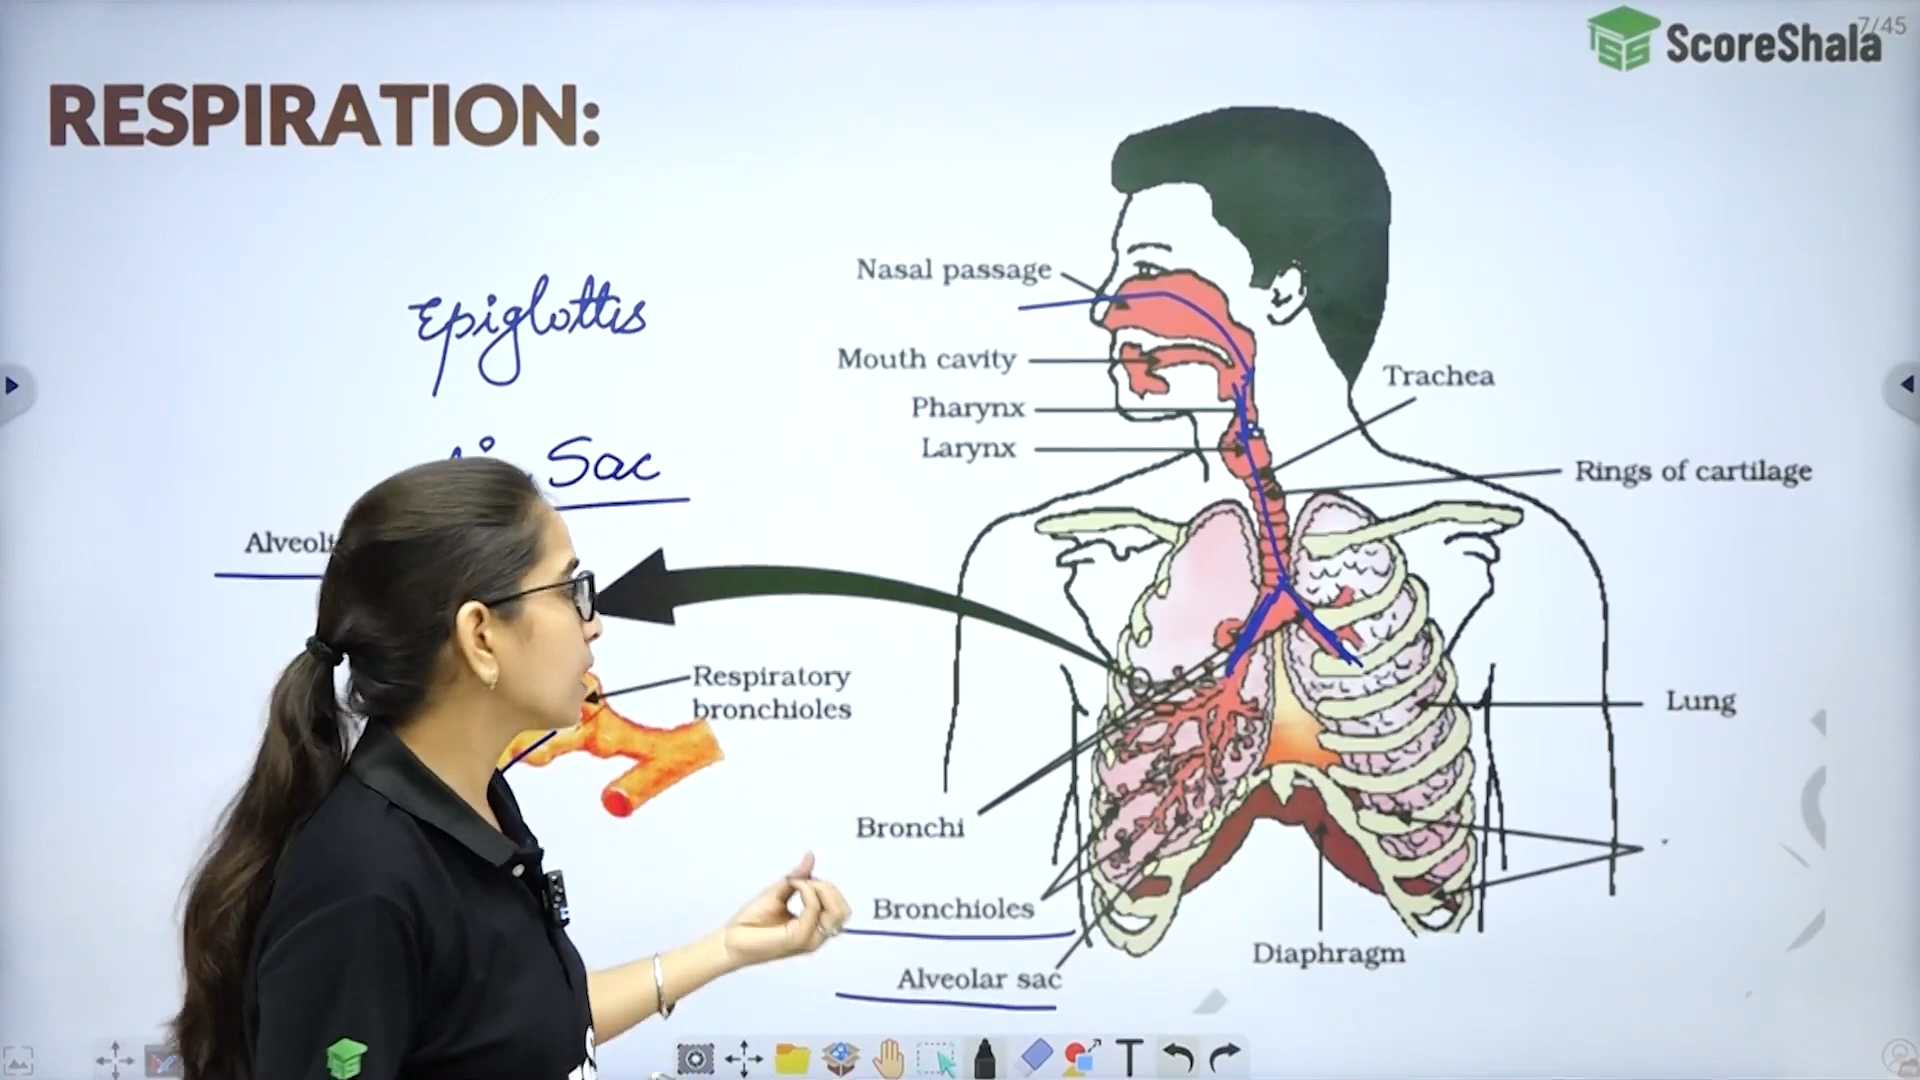 7/45
ScoreShala
RESPIRATION:
Nasal passage
Epiglottis
Mouth cavity
Trachea
Pharynx
Larynx
Sac
Rings of cartilage
Alveoli
Respiratory
bronchioles
Lung
Bronchi
Bronchioles
Diaphragm
Alveolar sac